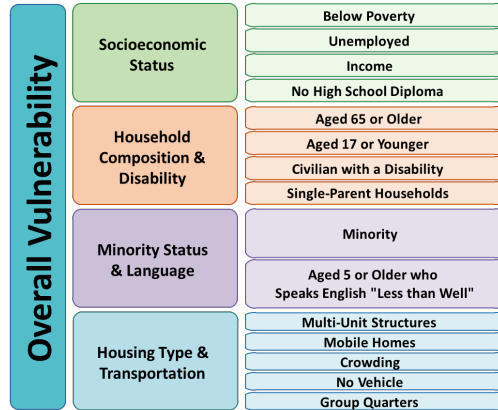 Overall Vulnerability
Socioeconomic
Status
Below Poverty
Unemployed
Income
No High School Diploma
Household
Composition &
Disability
Aged 65 or Older
Aged 17 or Younger
Civilian with a Disability
Single-Parent Households
Minority Status
& Language
Minority
Aged 5 or Older who
Speaks English "Less than Well"
Housing Type &
Transportation
Multi-Unit Structures
Mobile Homes
Crowding
No Vehicle
Group Quarters